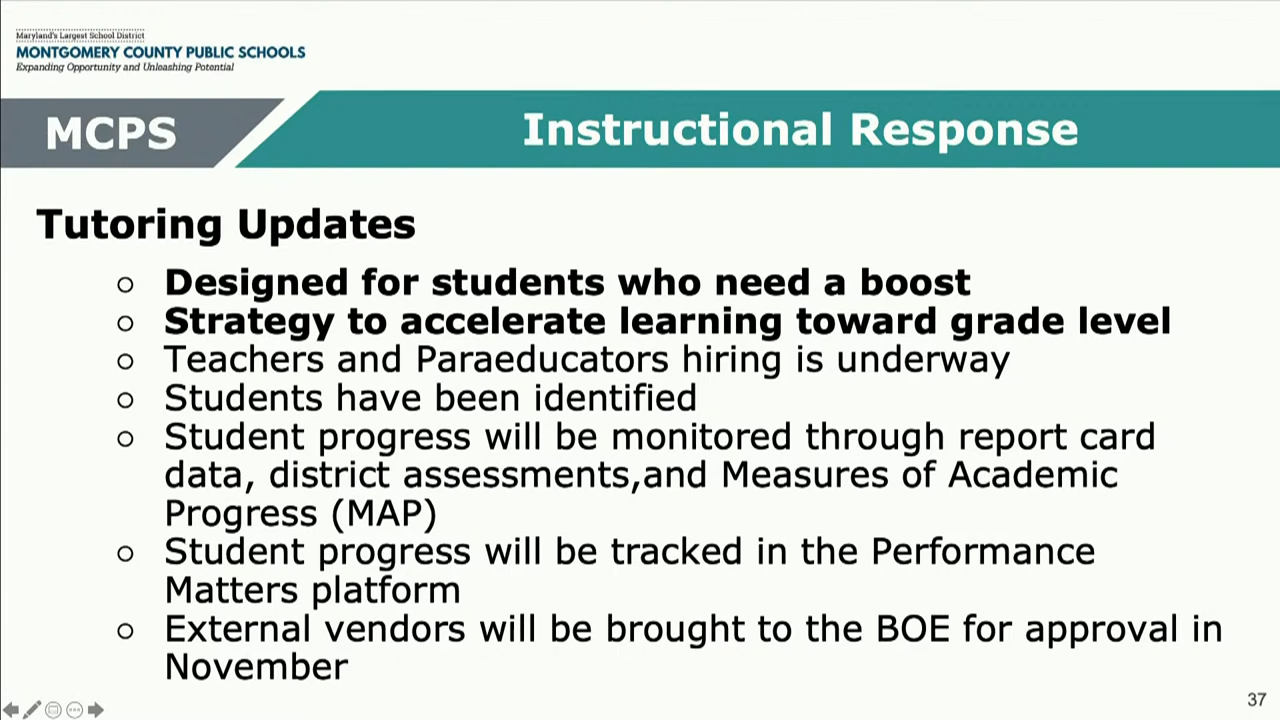 Maryland's Largest School District
MONTGOMERY COUNTY PUBLIC SCHOOLS
Expanding Opportunity and Unleashing Potential
MCPS
Instructional Response
Tutoring Updates
○ Designed for students who need a boost
○ Strategy to accelerate learning toward grade level
○ Teachers and Paraeducators hiring is underway
○ Students have been identified
○ Student progress will be monitored through report card
data, district assessments,and Measures of Academic
Progress (MAP)
○ Student progress will be tracked in the Performance
Matters platform
○ External vendors will be brought to the BOE for approval in
November
37